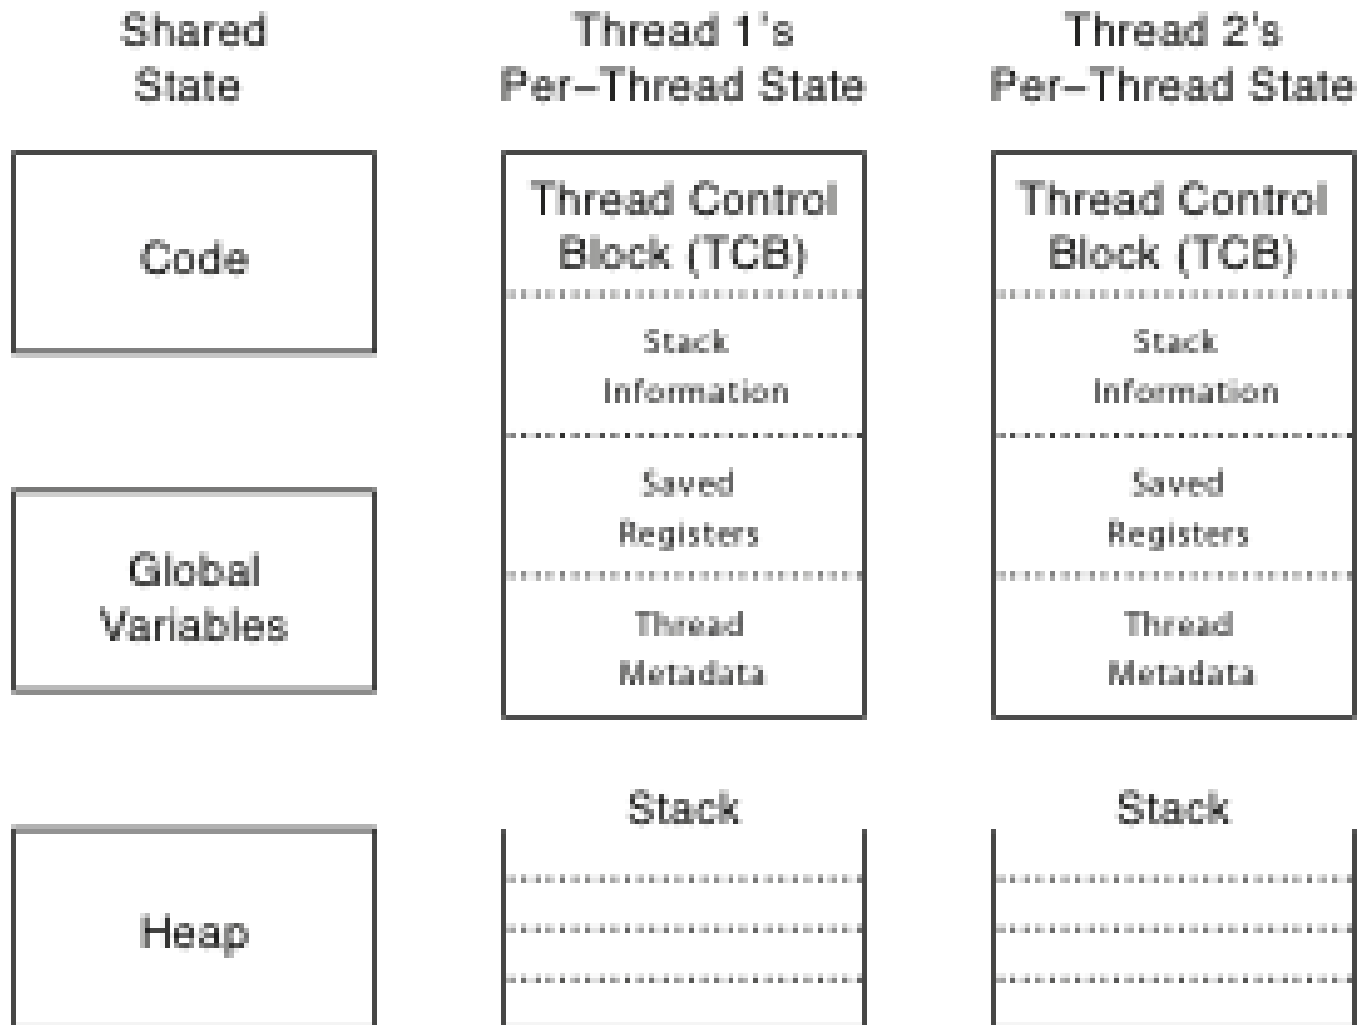 Shared
State
Thread 1's
Per-Thread State
Thread 2's
Per-Thread State
Code
Global
Variables
Heap
Thread Control
Block (TCB)
Stack
Information
Saved
Registers
Thread
Metadata
Stack
Thread Control
Block (TCB)
Stack
Information
Saved
Registers
Thread
Metadata
Stack